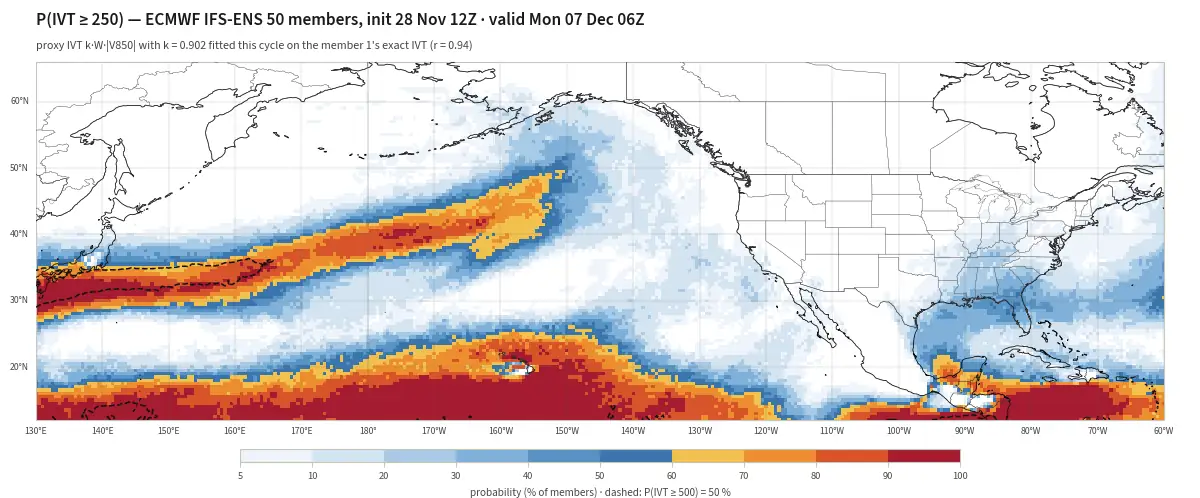 P(IVT ≥ 250) — ECMWF IFS-ENS 50 members, init 28 Nov 12Z · valid Mon 07 Dec 06Z
proxy IVT k·W·|V850| with k = 0.902 fitted this cycle on the member 1's exact IVT (r = 0.94)
60°N
50°N
40°N
30°N
20°N
130°E 140°E 150°E 160°E 170°E 180° 170°W 160°W 150°W 140°W 130°W 120°W 110°W 100°W 90°W 80°W 70°W 60°W
5 10 20 30 40 50 60 70 80 90 100
probability (% of members) · dashed: P(IVT ≥ 500) = 50 %